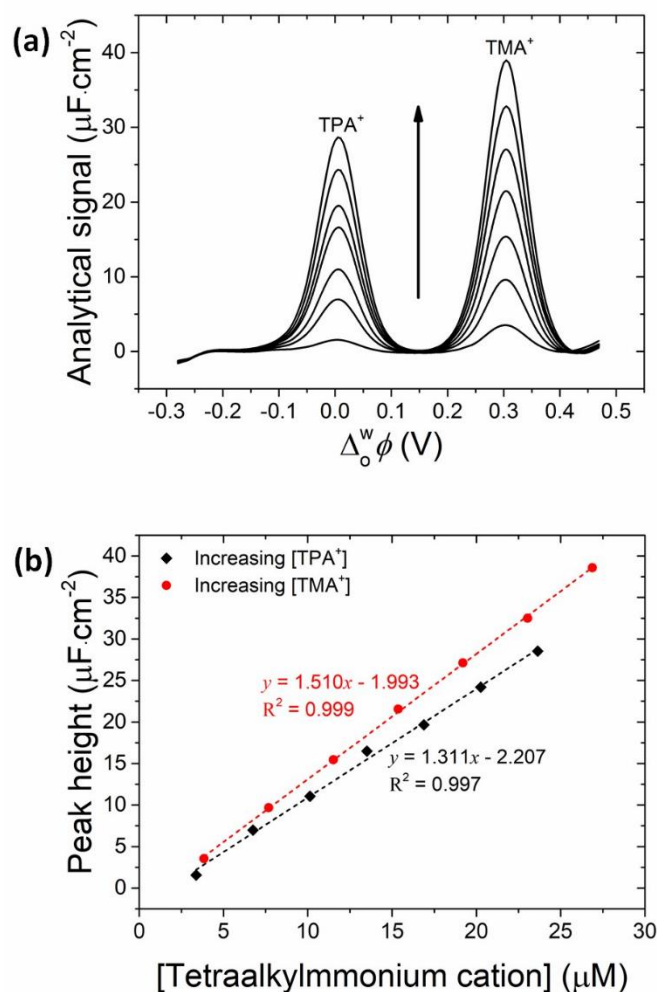 (a)
TMA⁺
TPA⁺
Analytical signal (µF·cm⁻²)
40
30
20
10
0
-0.3 -0.2 -0.1 0.0 0.1 0.2 0.3 0.4 0.5
Δₒʷϕ (V)
(b)
Increasing [TPA⁺]
Increasing [TMA⁺]
Peak height (µF·cm⁻²)
40
35
30
25
20
15
10
5
0
y = 1.510x - 1.993
R² = 0.999
y = 1.311x - 2.207
R² = 0.997
0 5 10 15 20 25 30
[Tetraalkylmmonium cation] (µM)